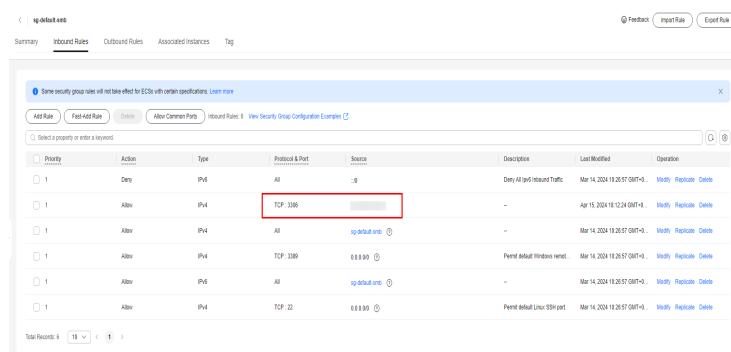 < sg-default-smb Feedback Import Rule Export Rule
Summary Inbound Rules Outbound Rules Associated Instances Tag
Some security group rules will not take effect for ECSs with certain specifications. Learn more X
Add Rule Fast-Add Rule Delete Allow Common Ports Inbound Rules: 6 View Security Group Configuration Examples
Select a property or enter a keyword.
Priority Action Type Protocol & Port Source Description Last Modified Operation
1 Deny IPv6 All ::/0 Deny All Ipv6 Inbound Traffic Mar 14, 2024 18:26:57 GMT+0... Modify Replicate Delete
1 Allow IPv4 TCP : 3306 -- Apr 15, 2024 18:12:24 GMT+0... Modify Replicate Delete
1 Allow IPv4 All sg-default-smb -- Mar 14, 2024 18:26:57 GMT+0... Modify Replicate Delete
1 Allow IPv4 TCP : 3389 0.0.0.0/0 Permit default Windows remot... Mar 14, 2024 18:26:57 GMT+0... Modify Replicate Delete
1 Allow IPv6 All sg-default-smb -- Mar 14, 2024 18:26:57 GMT+0... Modify Replicate Delete
1 Allow IPv4 TCP : 22 0.0.0.0/0 Permit default Linux SSH port. Mar 14, 2024 18:26:57 GMT+0... Modify Replicate Delete
Total Records: 6 10 < 1 >